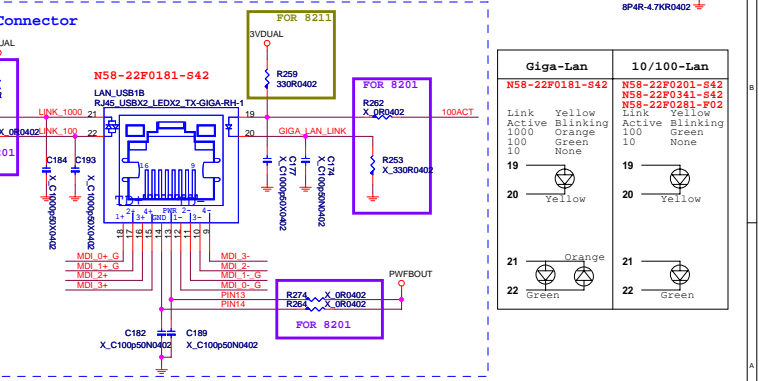 8P4R-4.7KR0402
Connector
FOR 8211
3VDUAL
R259
330R0402
N58-22F0181-S42
LAN_USB1B
RJ45_USBX2_LEDX2_TX-GIGA-RH-1
FOR 8201
R262
X_0R0402
100ACT
LINK_1000
21
19
X_0R0402
LINK_100
22
20
GIGA_LAN_LINK
R253
X_330R0402
C184
X_C1000p50X0402
C193
X_C1000p50X0402
C177
X_C1000p50X0402
C174
X_C100p50N0402
16
9
PWR
GND
1+
2+
3+
4+
1-
2-
3-
4-
18
17
16
15
14
13
12
11
10
9
MDI_0+_G
MDI_1+_G
MDI_2+
MDI_3+
MDI_3-
MDI_2-
MDI_1-_G
MDI_0-_G
PIN13
PIN14
R274
X_0R0402
R264
X_0R0402
FOR 8201
PWFBOUT
C182
X_C100p50N0402
C189
X_C100p50N0402
Giga-Lan
N58-22F0181-S42
Link Yellow
Active Blinking
1000 Orange
100 Green
10 None
19
20
Yellow
21
Orange
22
Green
10/100-Lan
N58-22F0201-S42
N58-22F0341-S42
N58-22F0281-F02
Link Yellow
Active Blinking
100 Green
10 None
19
20
Yellow
21
22
Green
B
A